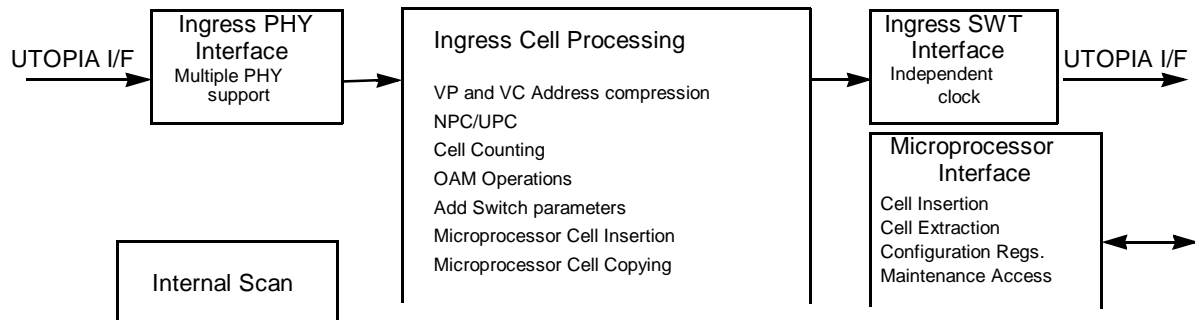 UTOPIA I/F
Ingress PHY
Interface
Multiple PHY
support
Ingress Cell Processing
VP and VC Address compression
NPC/UPC
Cell Counting
OAM Operations
Add Switch parameters
Microprocessor Cell Insertion
Microprocessor Cell Copying
Ingress SWT
Interface
Independent
clock
UTOPIA I/F
Microprocessor
Interface
Cell Insertion
Cell Extraction
Configuration Regs.
Maintenance Access
Internal Scan